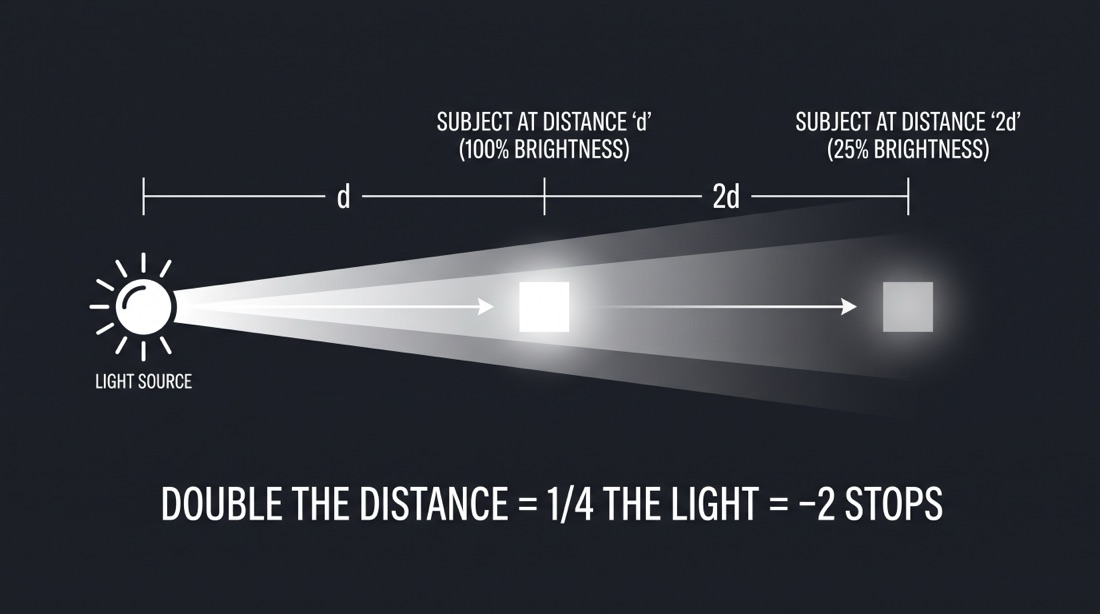 SUBJECT AT DISTANCE ‘d’
(100% BRIGHTNESS)
SUBJECT AT DISTANCE ‘2d’
(25% BRIGHTNESS)
d
2d
LIGHT SOURCE
DOUBLE THE DISTANCE = 1/4 THE LIGHT = −2 STOPS